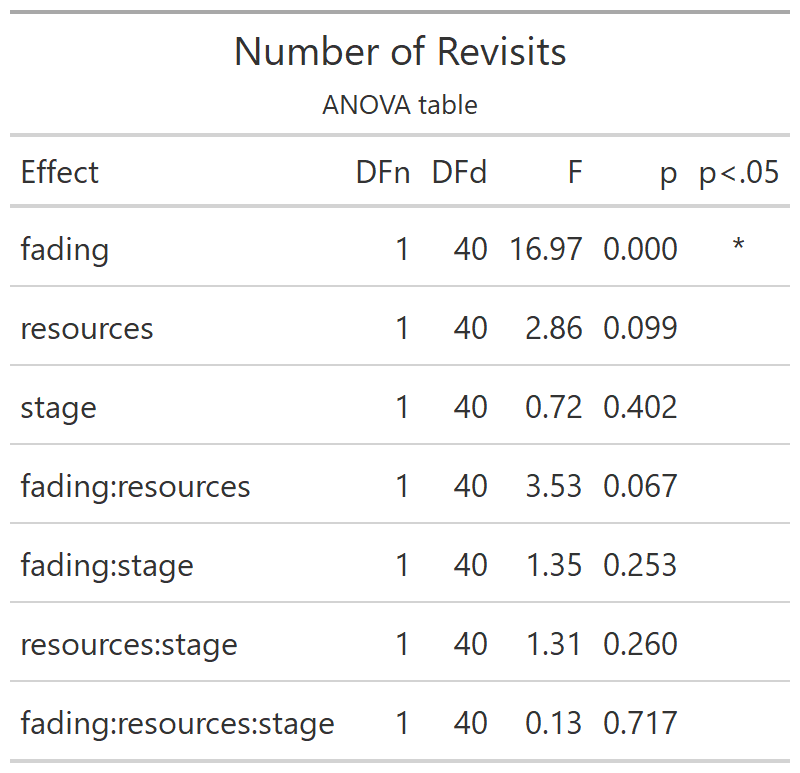 Number of Revisits
ANOVA table
Effect DFn DFd F p p<.05
fading 1 40 16.97 0.000 *
resources 1 40 2.86 0.099
stage 1 40 0.72 0.402
fading:resources 1 40 3.53 0.067
fading:stage 1 40 1.35 0.253
resources:stage 1 40 1.31 0.260
fading:resources:stage 1 40 0.13 0.717